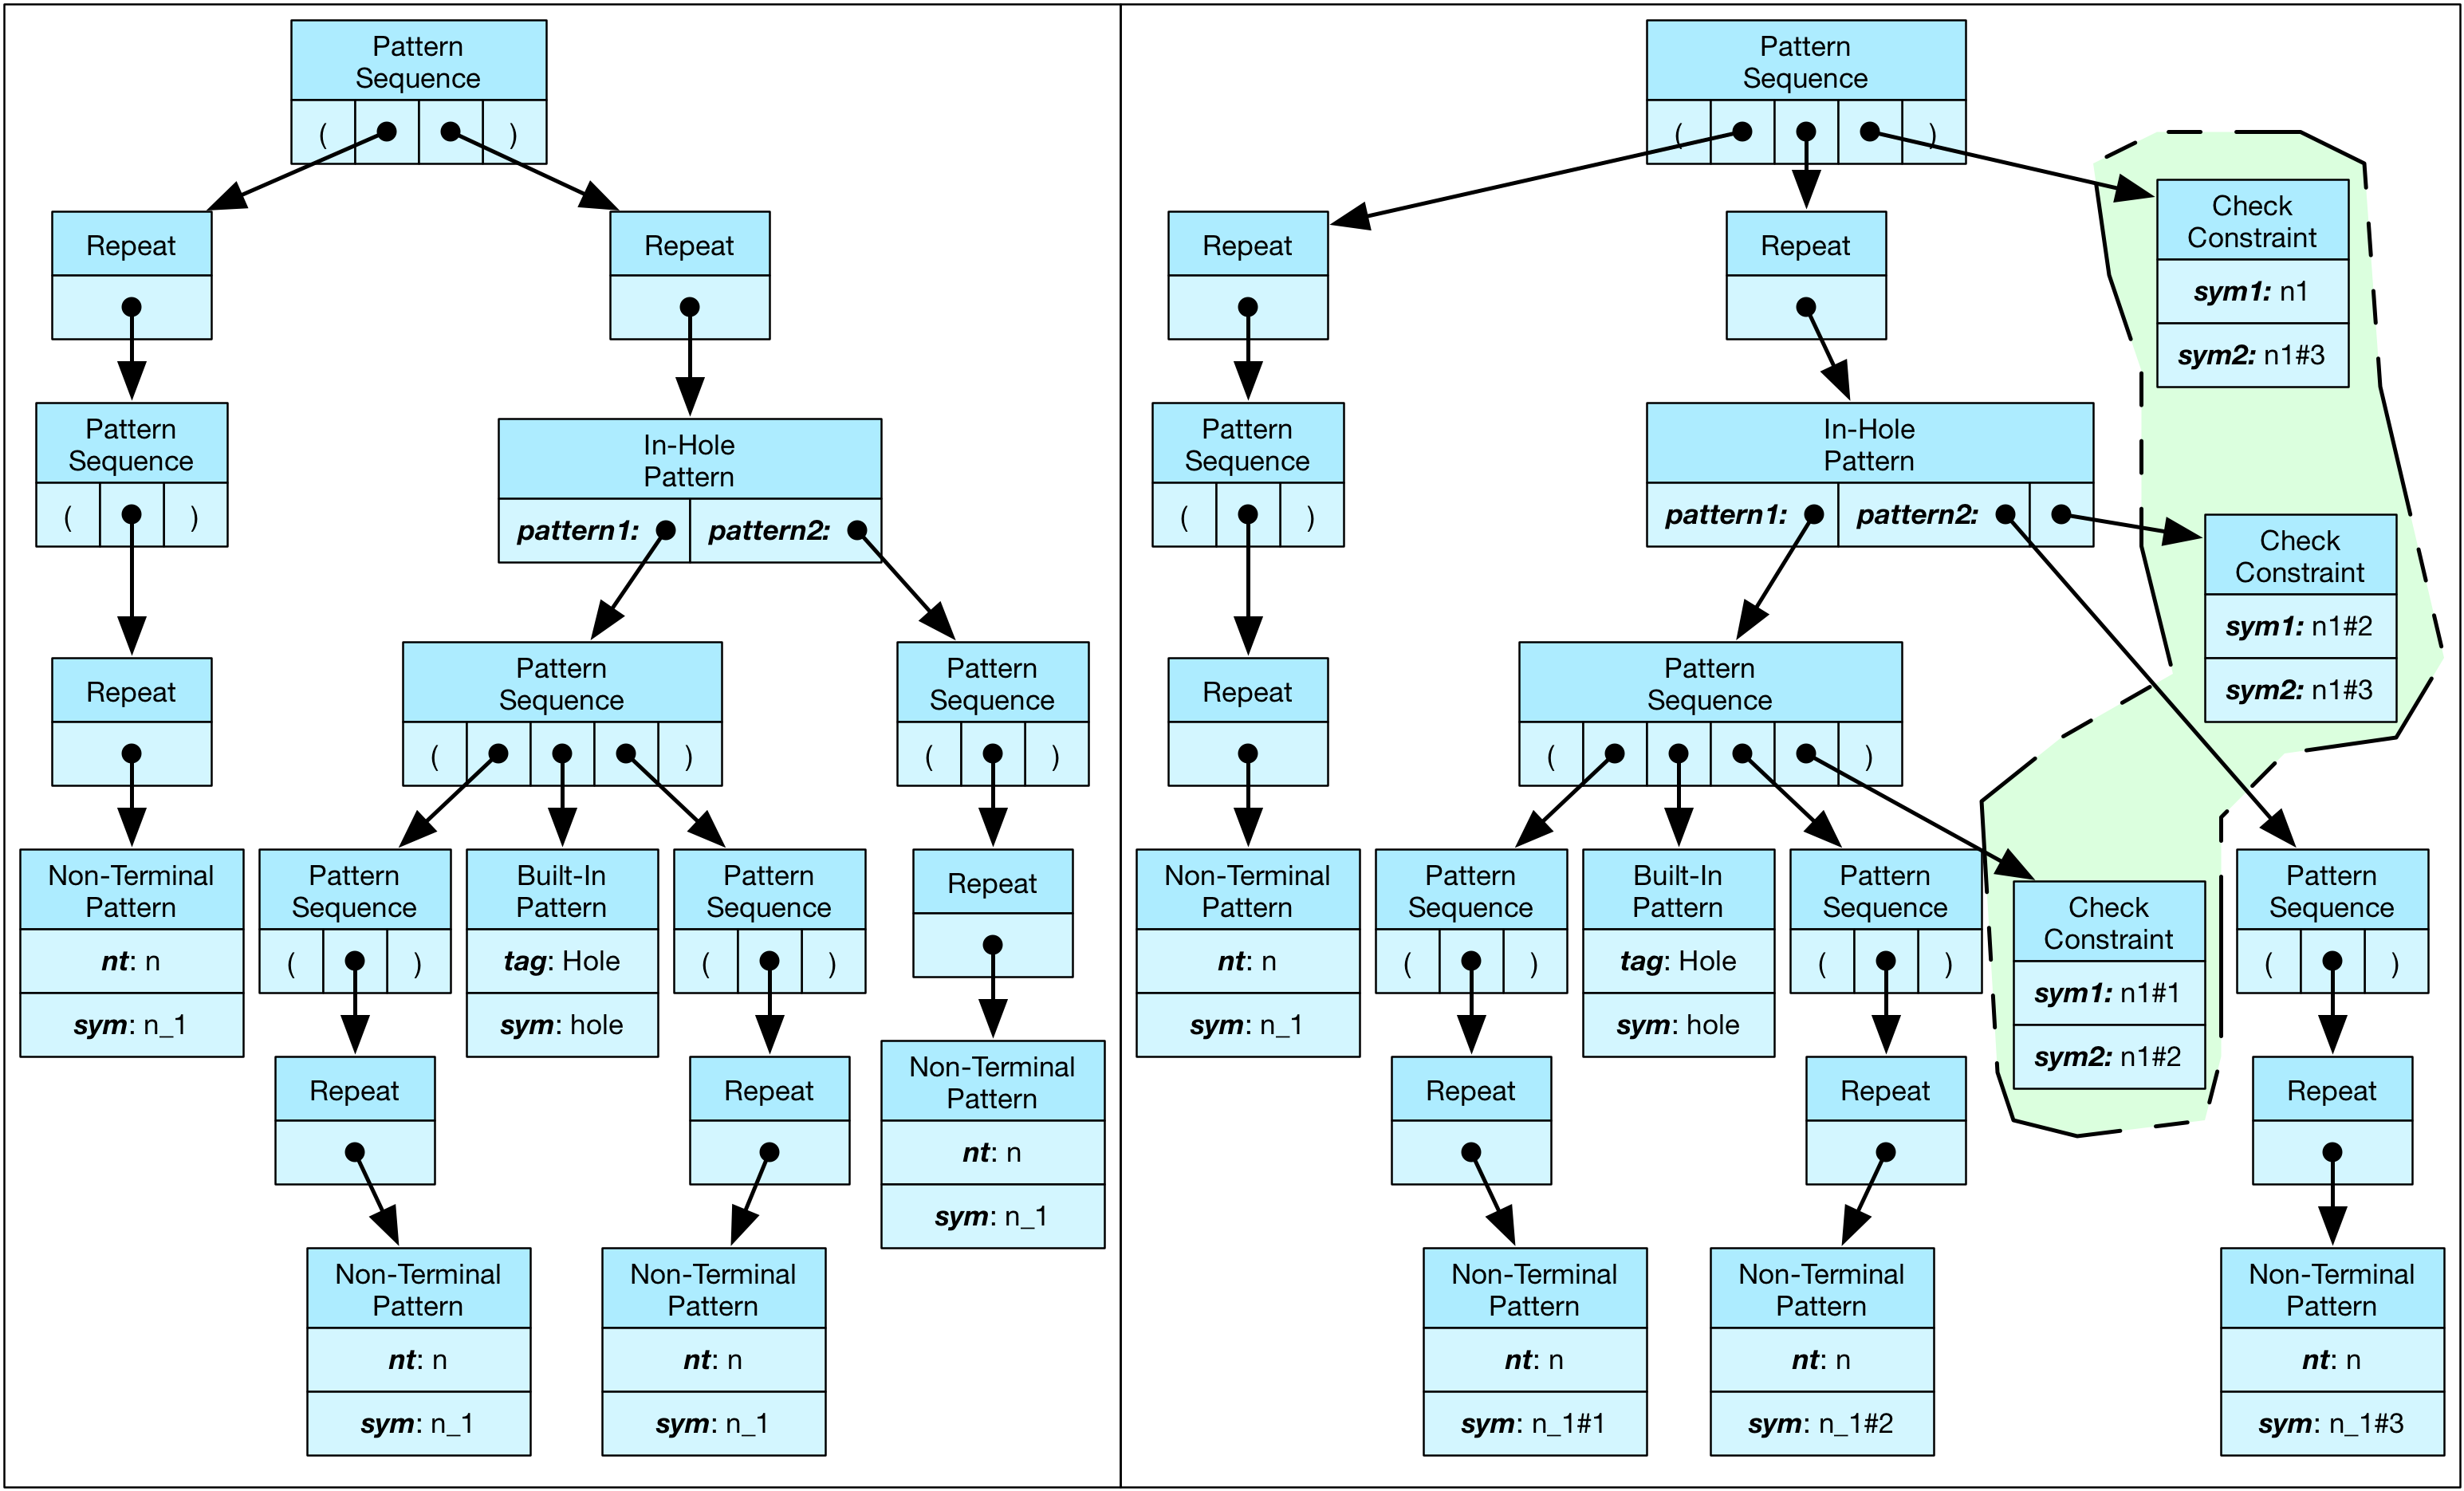 Pattern
Sequence
( )
Repeat
Repeat
Pattern
Sequence
( )
In-Hole
Pattern
pattern1: pattern2:
Repeat
Pattern
Sequence
( )
Pattern
Sequence
( )
Non-Terminal
Pattern
nt: n
sym: n_1
Pattern
Sequence
( )
Built-In
Pattern
tag: Hole
sym: hole
Pattern
Sequence
( )
Repeat
Repeat
Repeat
Non-Terminal
Pattern
nt: n
sym: n_1
Non-Terminal
Pattern
nt: n
sym: n_1
Non-Terminal
Pattern
nt: n
sym: n_1
Pattern
Sequence
( )
Check
Constraint
sym1: n1
sym2: n1#3
Repeat
Repeat
Pattern
Sequence
( )
In-Hole
Pattern
pattern1: pattern2:
Check
Constraint
sym1: n1#2
sym2: n1#3
Repeat
Pattern
Sequence
( )
Non-Terminal
Pattern
nt: n
sym: n_1
Pattern
Sequence
( )
Built-In
Pattern
tag: Hole
sym: hole
Pattern
Sequence
( )
Check
Constraint
sym1: n1#1
sym2: n1#2
Pattern
Sequence
( )
Repeat
Repeat
Repeat
Non-Terminal
Pattern
nt: n
sym: n_1#1
Non-Terminal
Pattern
nt: n
sym: n_1#2
Non-Terminal
Pattern
nt: n
sym: n_1#3